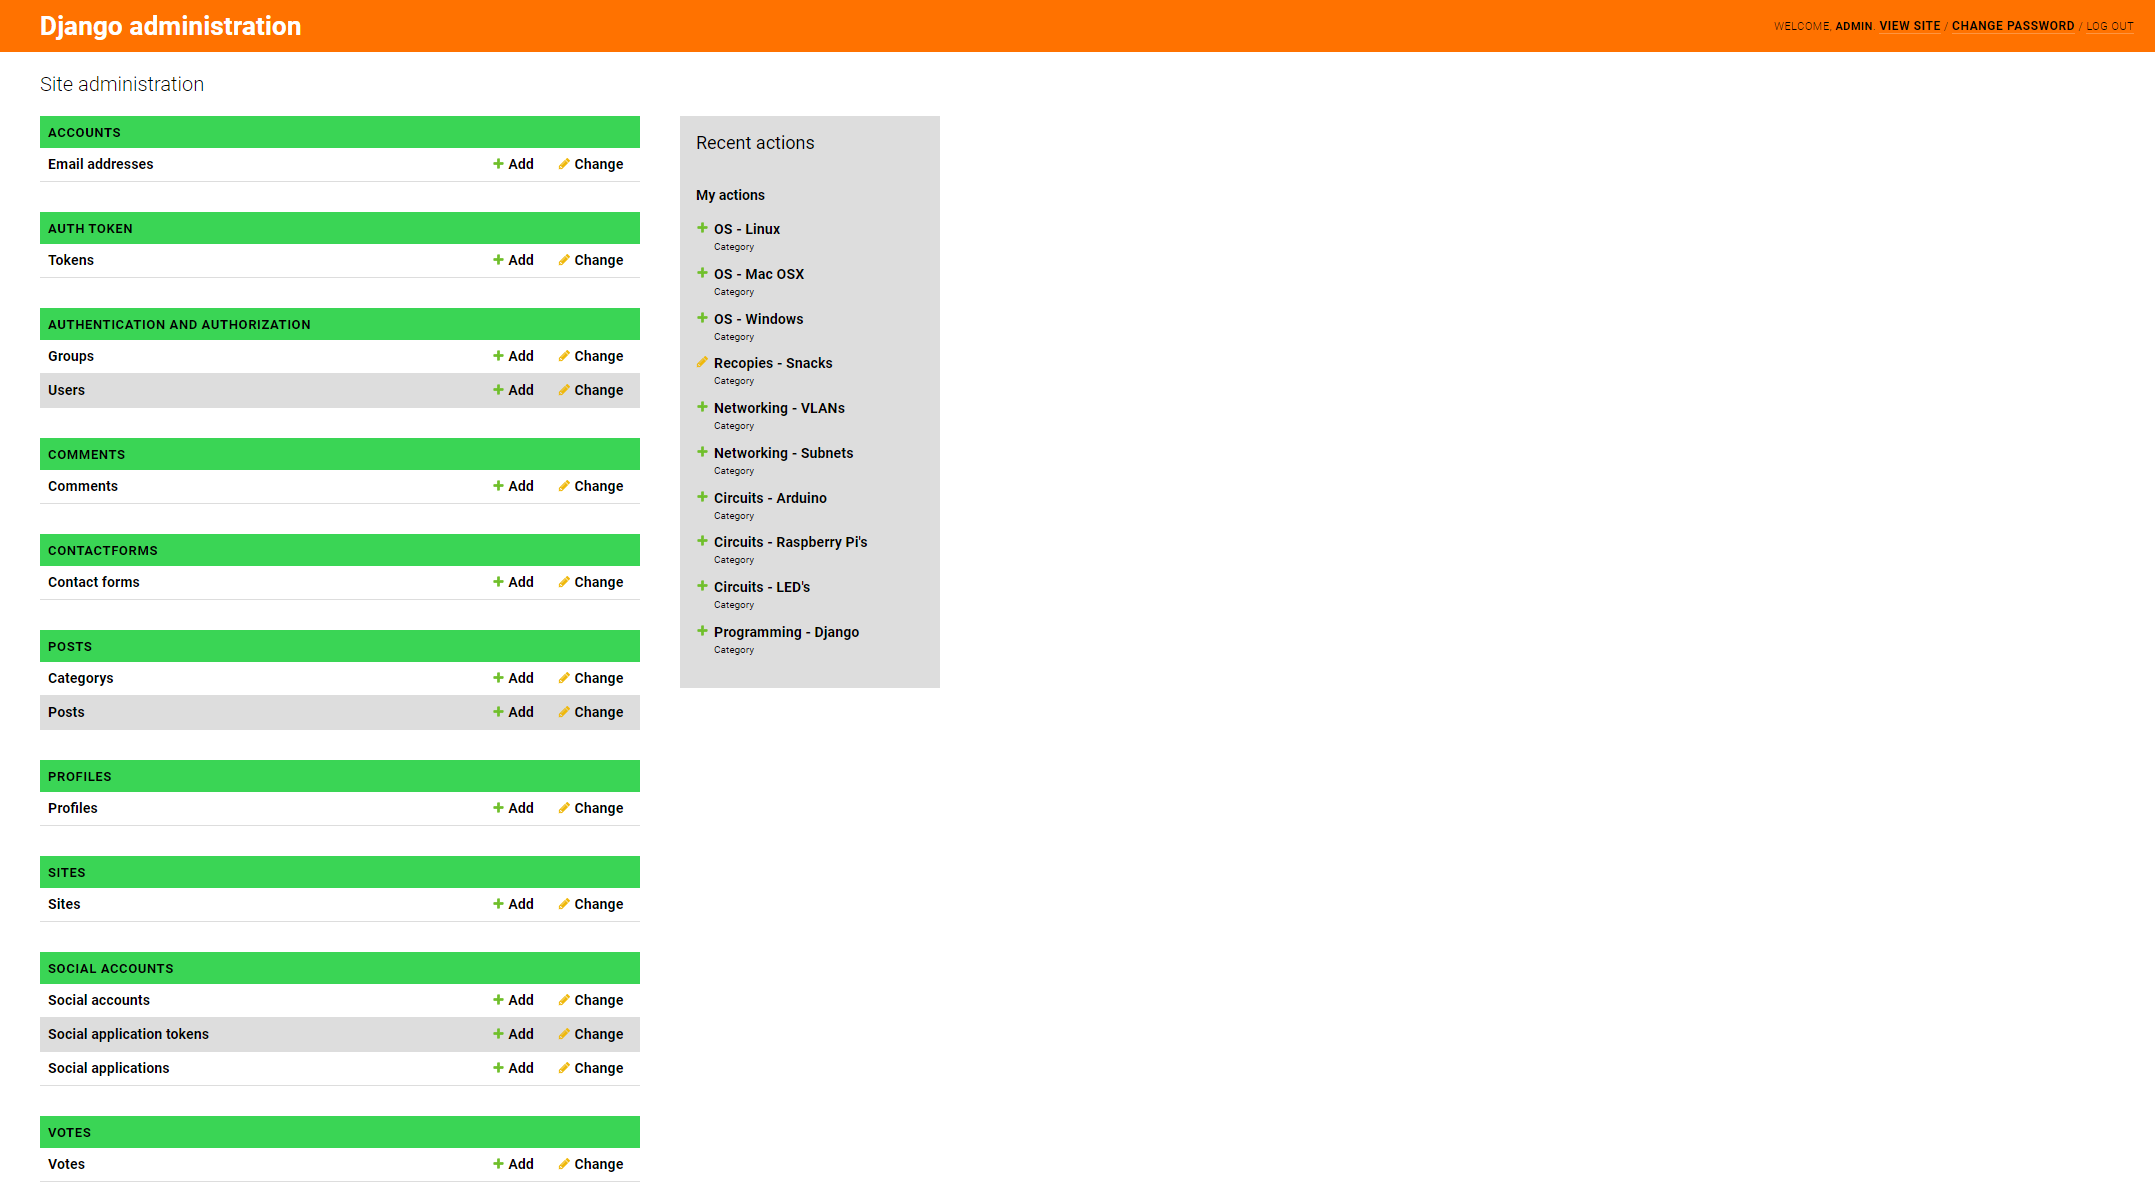 Django administration
WELCOME, ADMIN. VIEW SITE / CHANGE PASSWORD / LOG OUT
Site administration
ACCOUNTS
Email addresses Add Change
AUTH TOKEN
Tokens Add Change
AUTHENTICATION AND AUTHORIZATION
Groups Add Change
Users Add Change
COMMENTS
Comments Add Change
CONTACTFORMS
Contact forms Add Change
POSTS
Categorys Add Change
Posts Add Change
PROFILES
Profiles Add Change
SITES
Sites Add Change
SOCIAL ACCOUNTS
Social accounts Add Change
Social application tokens Add Change
Social applications Add Change
VOTES
Votes Add Change
Recent actions
My actions
OS - Linux
Category
OS - Mac OSX
Category
OS - Windows
Category
Recopies - Snacks
Category
Networking - VLANs
Category
Networking - Subnets
Category
Circuits - Arduino
Category
Circuits - Raspberry Pi's
Category
Circuits - LED's
Category
Programming - Django
Category